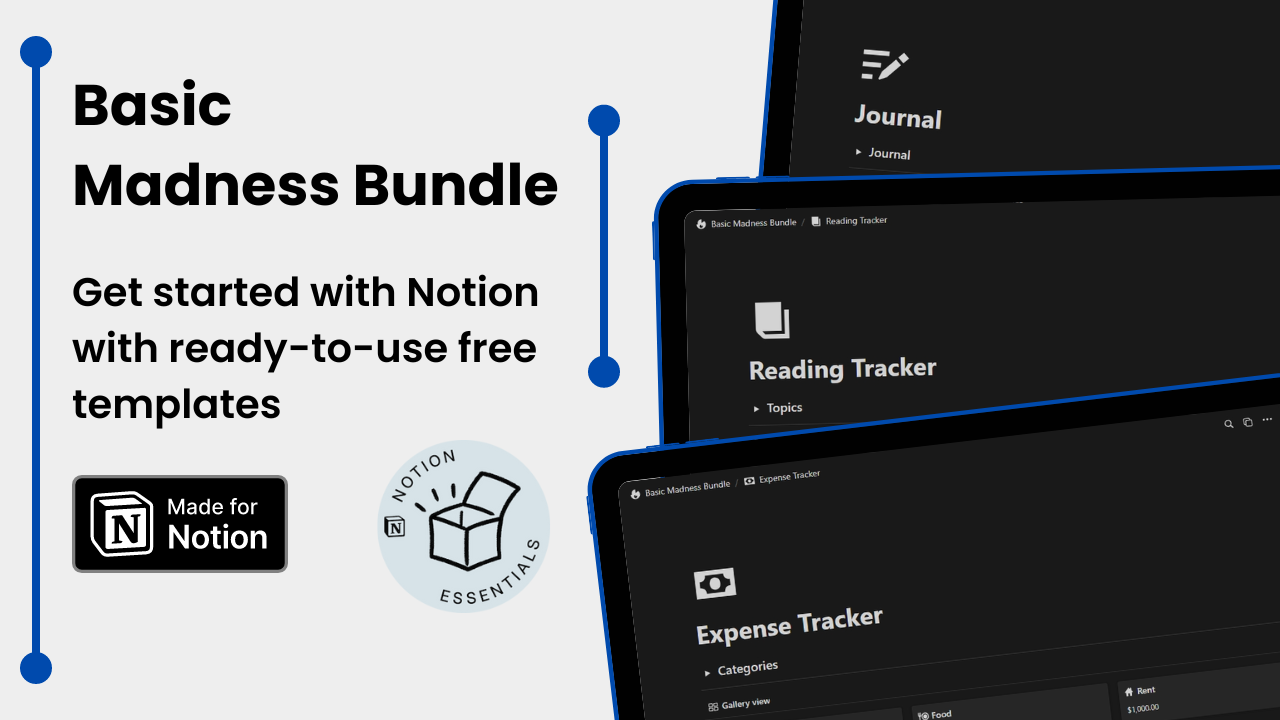 Basic
Madness Bundle
Get started with Notion
with ready-to-use free
templates
Made for
Notion
NOTION
N
ESSENTIALS
Journal
Journal
Basic Madness Bundle / Reading Tracker
Reading Tracker
Topics
Basic Madness Bundle / Expense Tracker
Expense Tracker
Categories
Gallery view
Food
Rent
$1,000.00